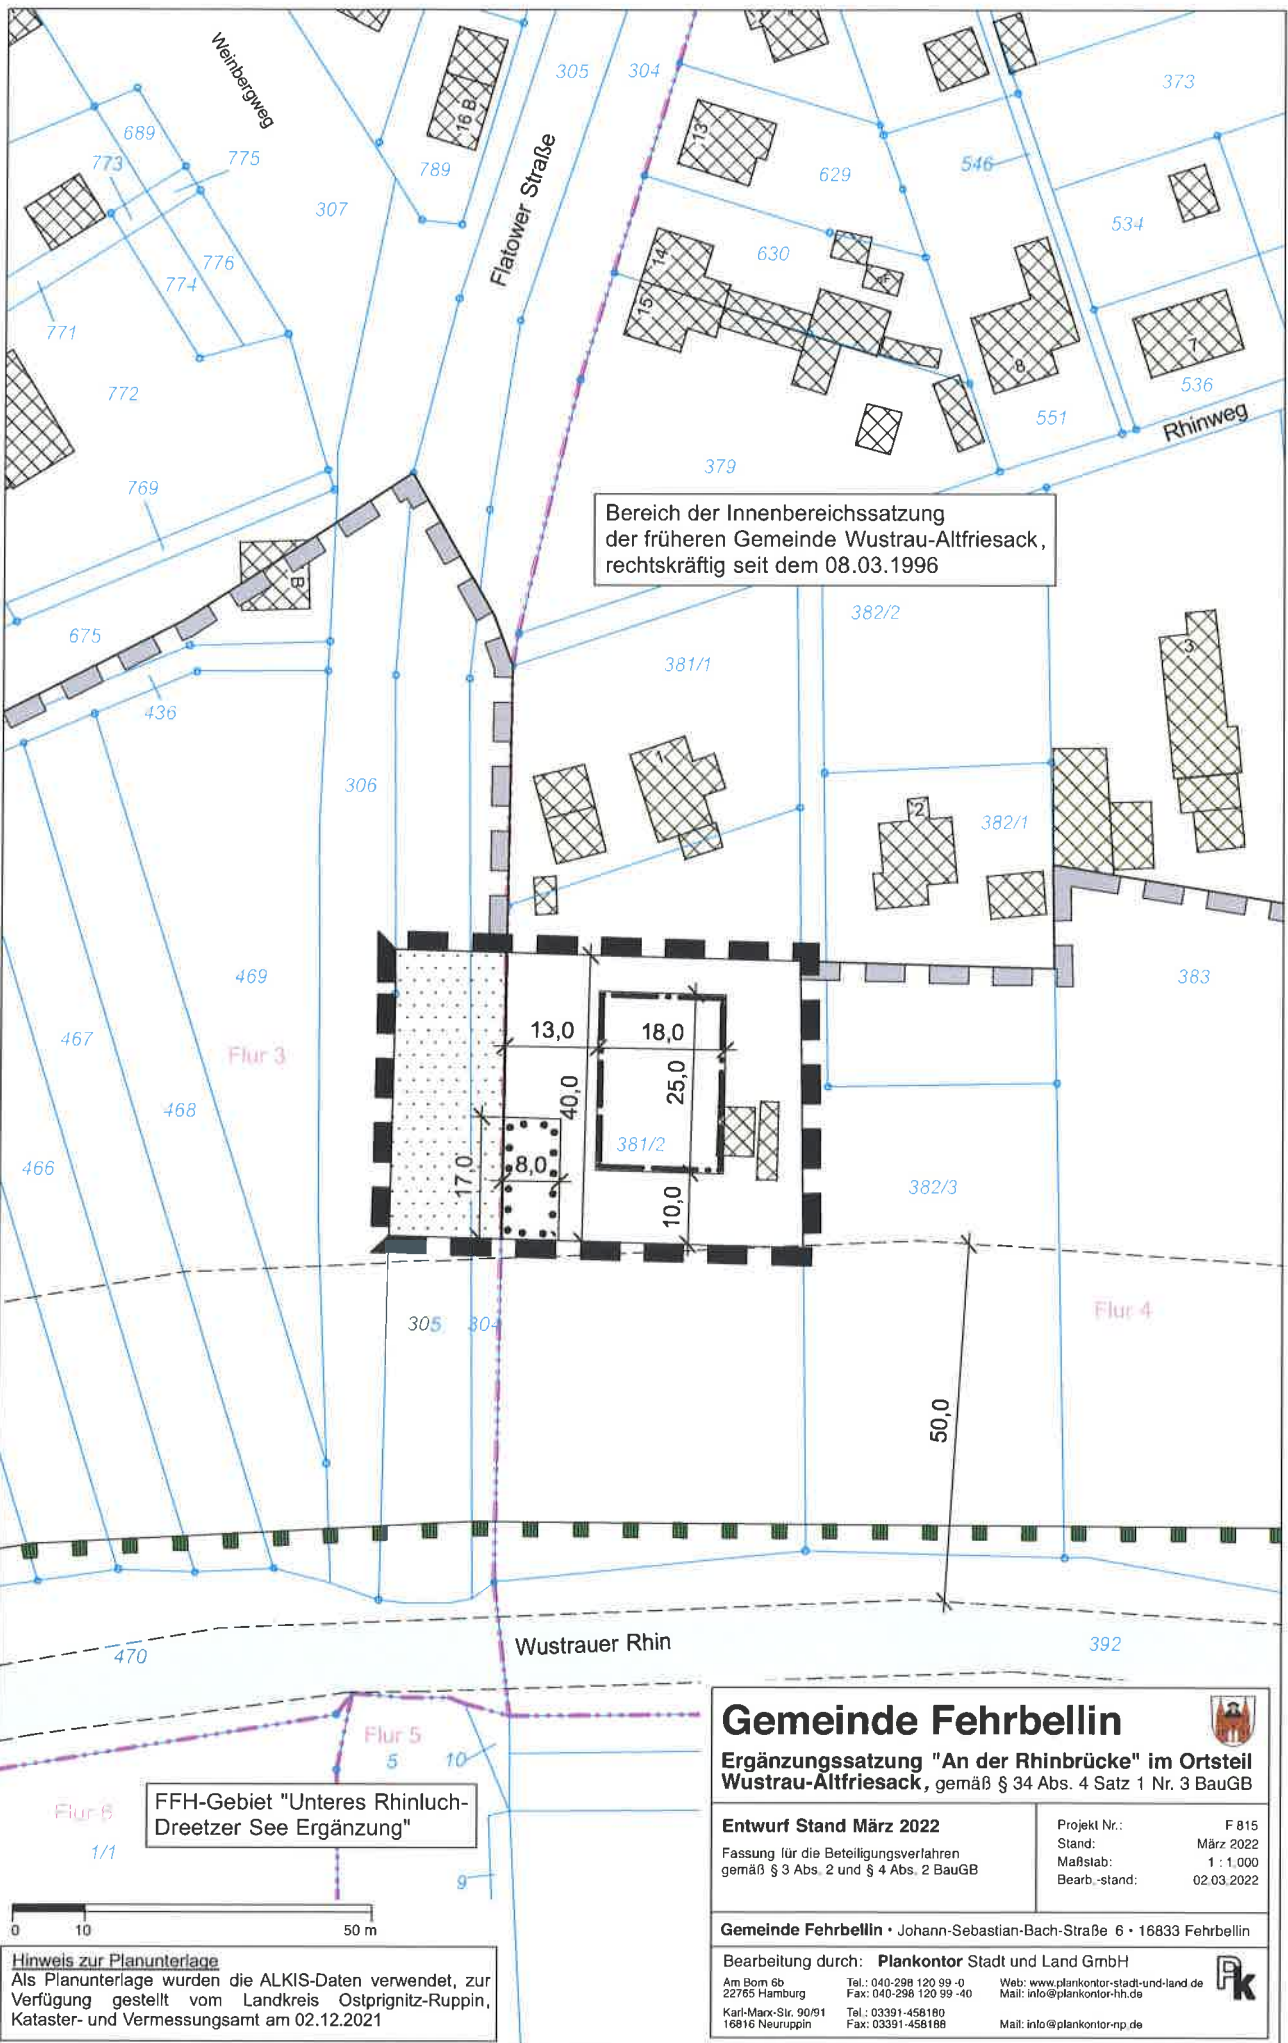 Weinbergweg
305
304
373
689
16 B
13
773
775
789
Flatower Straße
629
546
307
534
776
630
14
774
15
771
7
8
772
536
551
Rhinweg
379
769
Bereich der Innenbereichssatzung
der früheren Gemeinde Wustrau-Altfriesack,
rechtskräftig seit dem 08.03.1996
B
382/2
675
381/1
3
436
1
306
2
382/1
469
383
467
13,0
18,0
Flur 3
25,0
40,0
468
381/2
466
17,0
8,0
382/3
10,0
305
304
Flur 4
50,0
Wustrauer Rhin
392
470
Flur 5
5
10
Flur 6
FFH-Gebiet "Unteres Rhinluch-
Dreetzer See Ergänzung"
1/1
9
0 10 50 m
Hinweis zur Planunterlage
Als Planunterlage wurden die ALKIS-Daten verwendet, zur
Verfügung gestellt vom Landkreis Ostprignitz-Ruppin,
Kataster- und Vermessungsamt am 02.12.2021
Gemeinde Fehrbellin
Ergänzungssatzung "An der Rhinbrücke" im Ortsteil
Wustrau-Altfriesack, gemäß § 34 Abs. 4 Satz 1 Nr. 3 BauGB
Entwurf Stand März 2022
Fassung für die Beteiligungsverfahren
gemäß § 3 Abs. 2 und § 4 Abs. 2 BauGB
Projekt Nr.: F 815
Stand: März 2022
Maßstab: 1 : 1.000
Bearb.-stand: 02.03.2022
Gemeinde Fehrbellin • Johann-Sebastian-Bach-Straße 6 • 16833 Fehrbellin
Bearbeitung durch: Plankontor Stadt und Land GmbH
Am Born 6b Tel.: 040-298 120 99 -0 Web: www.plankontor-stadt-und-land.de
22765 Hamburg Fax: 040-298 120 99 -40 Mail: info@plankontor-hh.de
Karl-Marx-Str. 90/91 Tel.: 03391-458180
16816 Neuruppin Fax: 03391-458188 Mail: info@plankontor-np.de
Pk